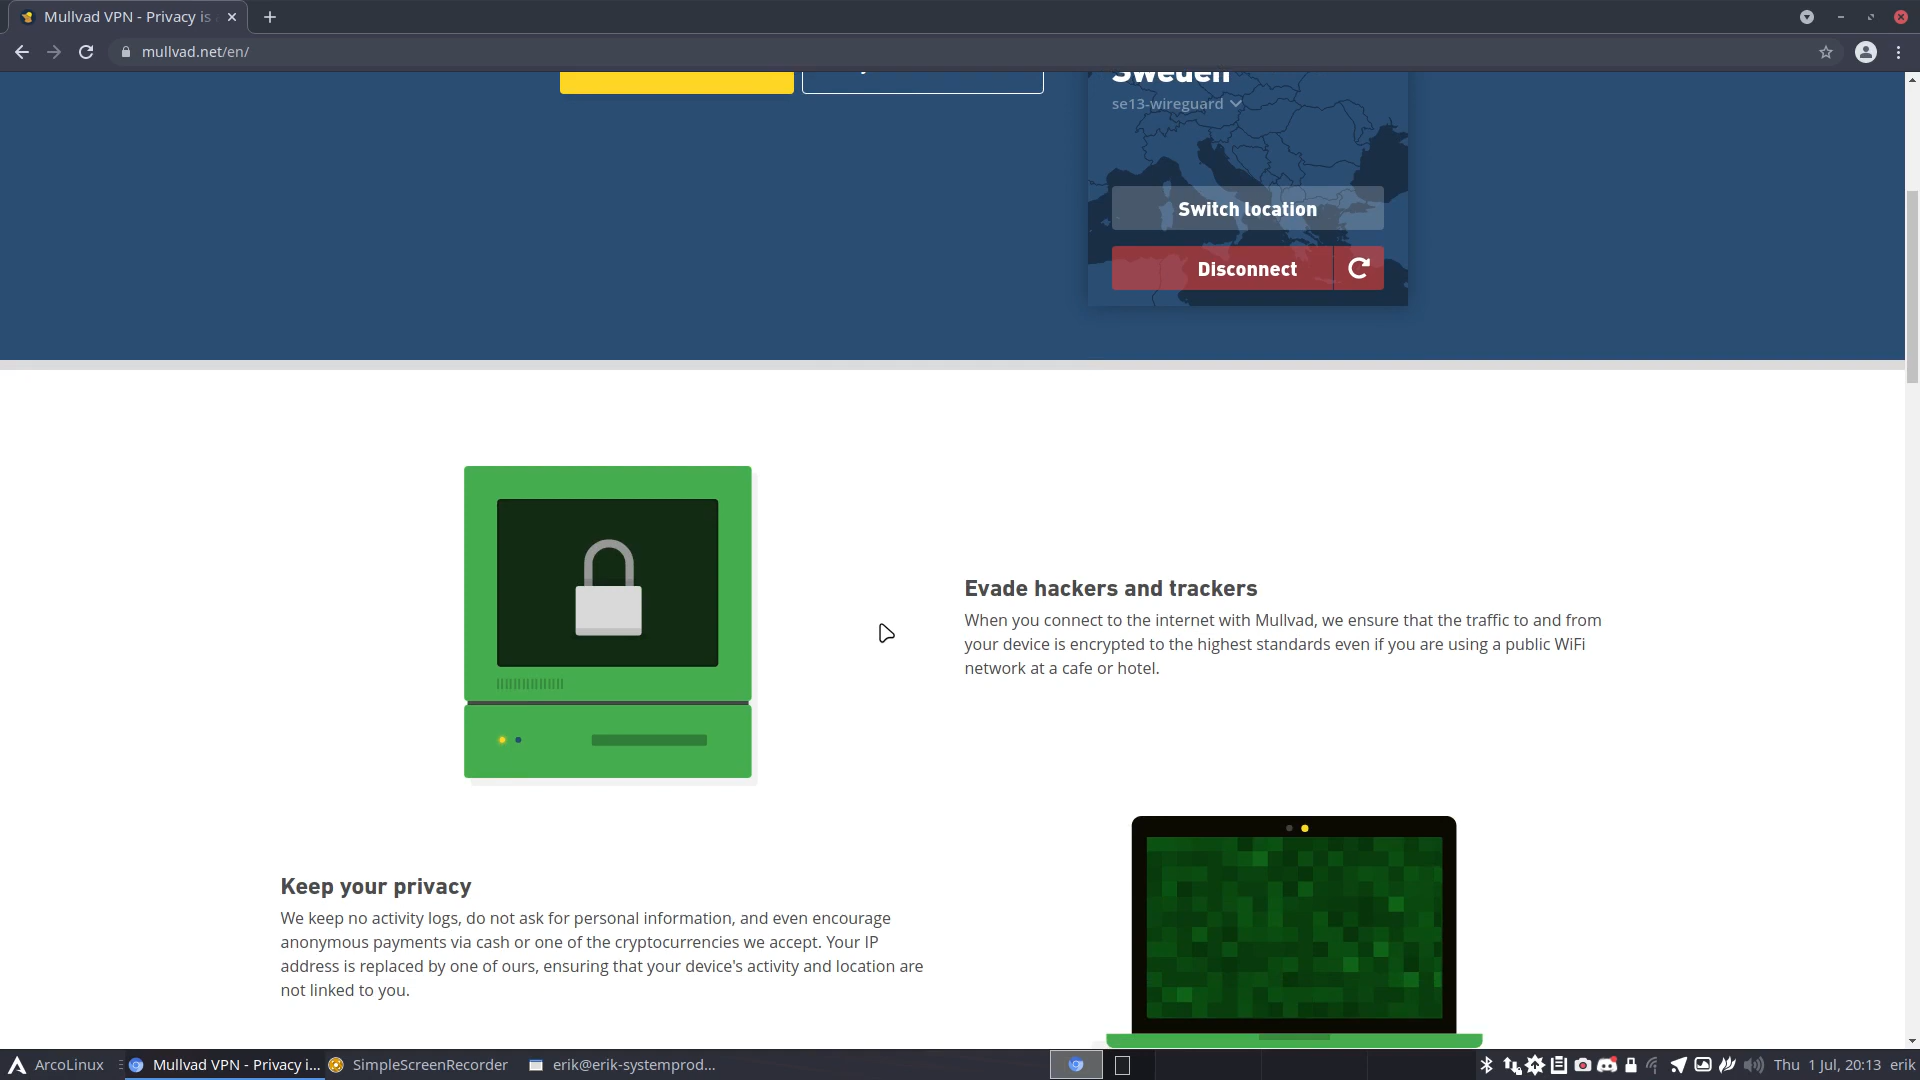 Mullvad VPN - Privacy is
mullvad.net/en/
Sweden
se13-wireguard
Switch location
Disconnect
Evade hackers and trackers
When you connect to the internet with Mullvad, we ensure that the traffic to and from
your device is encrypted to the highest standards even if you are using a public WiFi
network at a cafe or hotel.
Keep your privacy
We keep no activity logs, do not ask for personal information, and even encourage
anonymous payments via cash or one of the cryptocurrencies we accept. Your IP
address is replaced by one of ours, ensuring that your device's activity and location are
not linked to you.
ArcoLinux
Mullvad VPN - Privacy i...
SimpleScreenRecorder
erik@erik-systemprod...
Thu 1 Jul, 20:13
erik